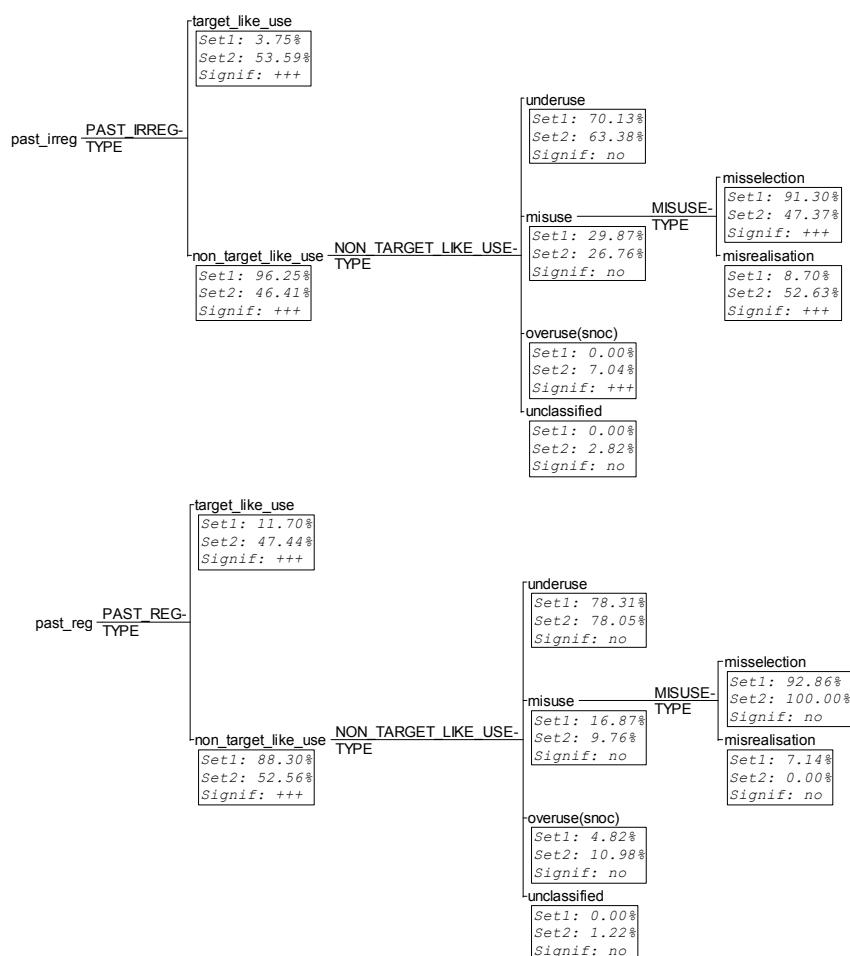 target_like_use
Set1: 3.75%
Set2: 53.59%
Signif: +++
past_irreg
PAST_IRREG-
TYPE
non_target_like_use
Set1: 96.25%
Set2: 46.41%
Signif: +++
NON_TARGET_LIKE_USE-
TYPE
underuse
Set1: 70.13%
Set2: 63.38%
Signif: no
misuse
Set1: 29.87%
Set2: 26.76%
Signif: no
MISUSE-
TYPE
misselection
Set1: 91.30%
Set2: 47.37%
Signif: +++
misrealisation
Set1: 8.70%
Set2: 52.63%
Signif: +++
overuse(snoc)
Set1: 0.00%
Set2: 7.04%
Signif: +++
unclassified
Set1: 0.00%
Set2: 2.82%
Signif: no
target_like_use
Set1: 11.70%
Set2: 47.44%
Signif: +++
past_reg
PAST_REG-
TYPE
non_target_like_use
Set1: 88.30%
Set2: 52.56%
Signif: +++
NON_TARGET_LIKE_USE-
TYPE
underuse
Set1: 78.31%
Set2: 78.05%
Signif: no
misuse
Set1: 16.87%
Set2: 9.76%
Signif: no
MISUSE-
TYPE
misselection
Set1: 92.86%
Set2: 100.00%
Signif: no
misrealisation
Set1: 7.14%
Set2: 0.00%
Signif: no
overuse(snoc)
Set1: 4.82%
Set2: 10.98%
Signif: no
unclassified
Set1: 0.00%
Set2: 1.22%
Signif: no